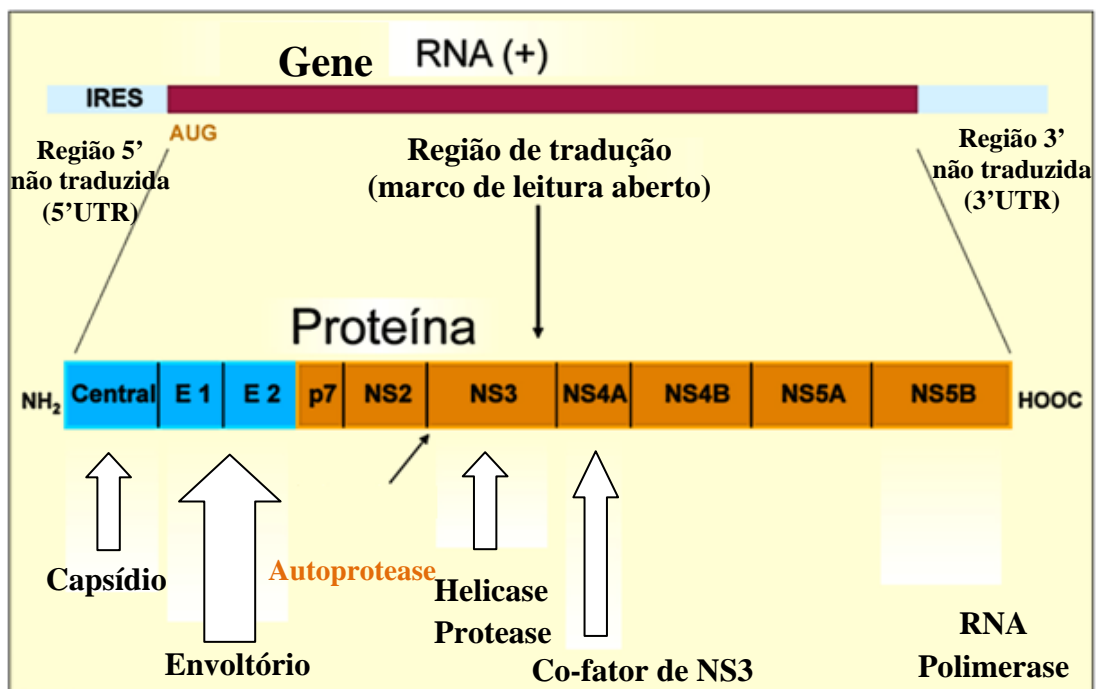 Gene RNA (+)
IRES
AUG
Região 5’
não traduzida
(5’UTR)
Região de tradução
(marco de leitura aberto)
Região 3’
não traduzida
(3’UTR)
Proteína
NH2 Central E 1 E 2 p7 NS2 NS3 NS4A NS4B NS5A NS5B HOOC
Capsídio
Envoltório
Autoprotease
Helicase
Protease
Co-fator de NS3
RNA
Polimerase